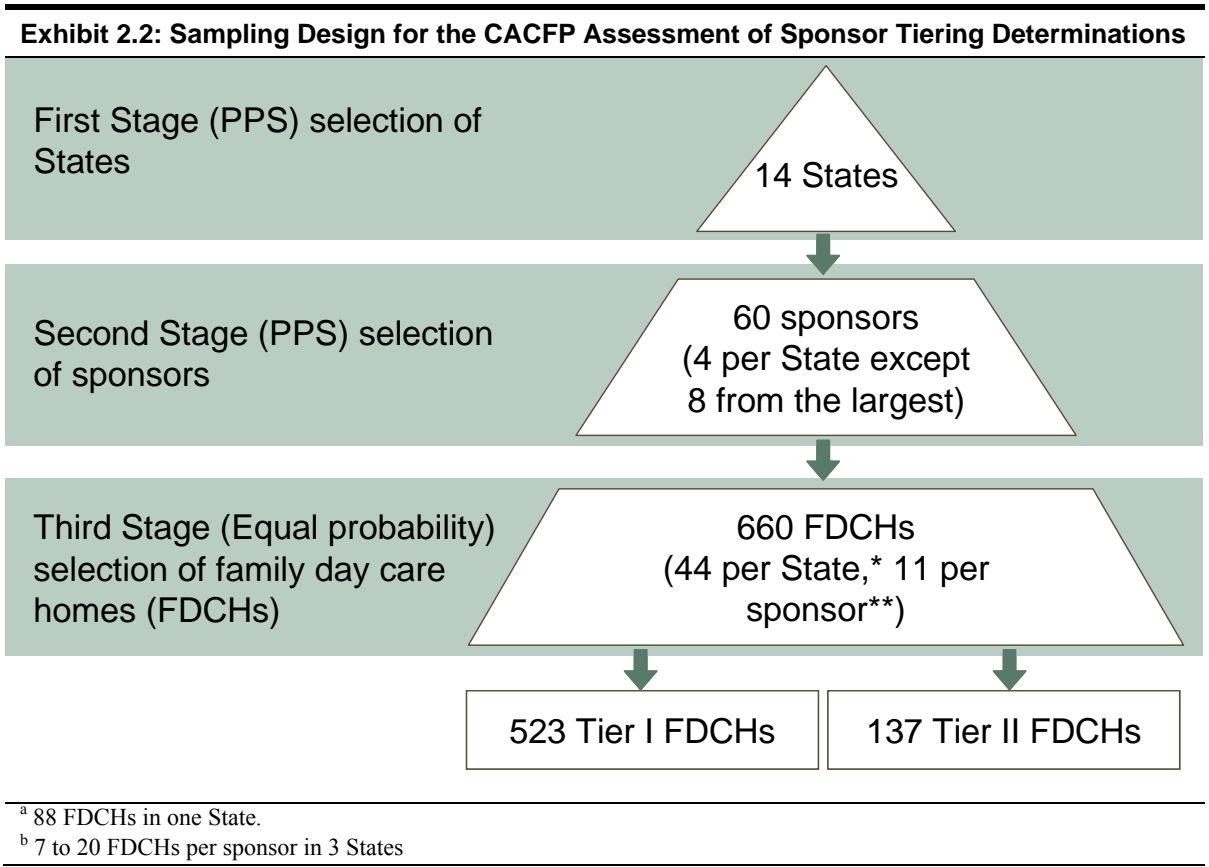 Exhibit 2.2: Sampling Design for the CACFP Assessment of Sponsor Tiering Determinations
First Stage (PPS) selection of
States
14 States
Second Stage (PPS) selection
of sponsors
60 sponsors
(4 per State except
8 from the largest)
Third Stage (Equal probability)
selection of family day care
homes (FDCHs)
660 FDCHs
(44 per State,* 11 per
sponsor**)
523 Tier I FDCHs
137 Tier II FDCHs
a 88 FDCHs in one State.
b 7 to 20 FDCHs per sponsor in 3 States